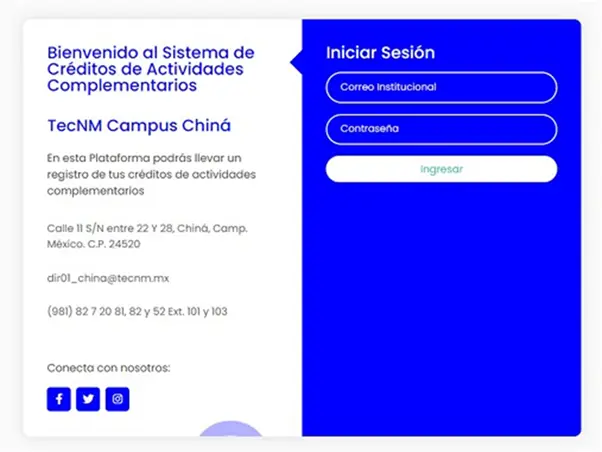 Bienvenido al Sistema de
Créditos de Actividades
Complementarios
TecNM Campus Chiná
En esta Plataforma podrás llevar un
registro de tus créditos de actividades
complementarios
Calle 11 S/N entre 22 Y 28, Chiná, Camp.
México. C.P. 24520
dir01_china@tecnm.mx
(981) 82 7 20 81, 82 y 52 Ext. 101 y 103
Conecta con nosotros:
Iniciar Sesión
Correo Institucional
Contraseña
Ingresar